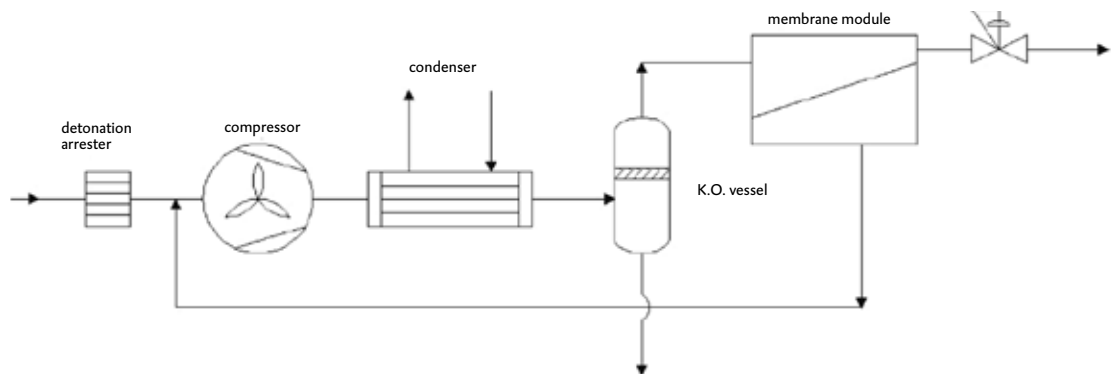 membrane module
condenser
detonation
arrester
compressor
K.O. vessel